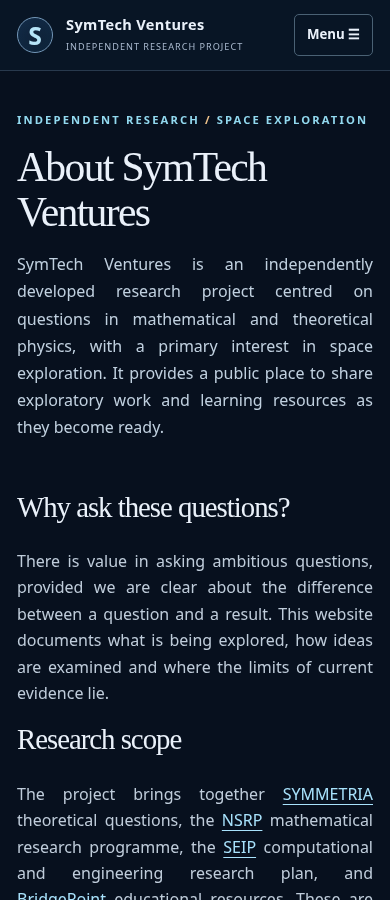 S
SymTech Ventures
INDEPENDENT RESEARCH PROJECT
Menu ☰
INDEPENDENT RESEARCH / SPACE EXPLORATION
About SymTech
Ventures
SymTech Ventures is an independently
developed research project centred on
questions in mathematical and theoretical
physics, with a primary interest in space
exploration. It provides a public place to share
exploratory work and learning resources as
they become ready.
Why ask these questions?
There is value in asking ambitious questions,
provided we are clear about the difference
between a question and a result. This website
documents what is being explored, how ideas
are examined and where the limits of current
evidence lie.
Research scope
The project brings together SYMMETRIA
theoretical questions, the NSRP mathematical
research programme, the SEIP computational
and engineering research plan, and
BridgePoint educational resources. These are